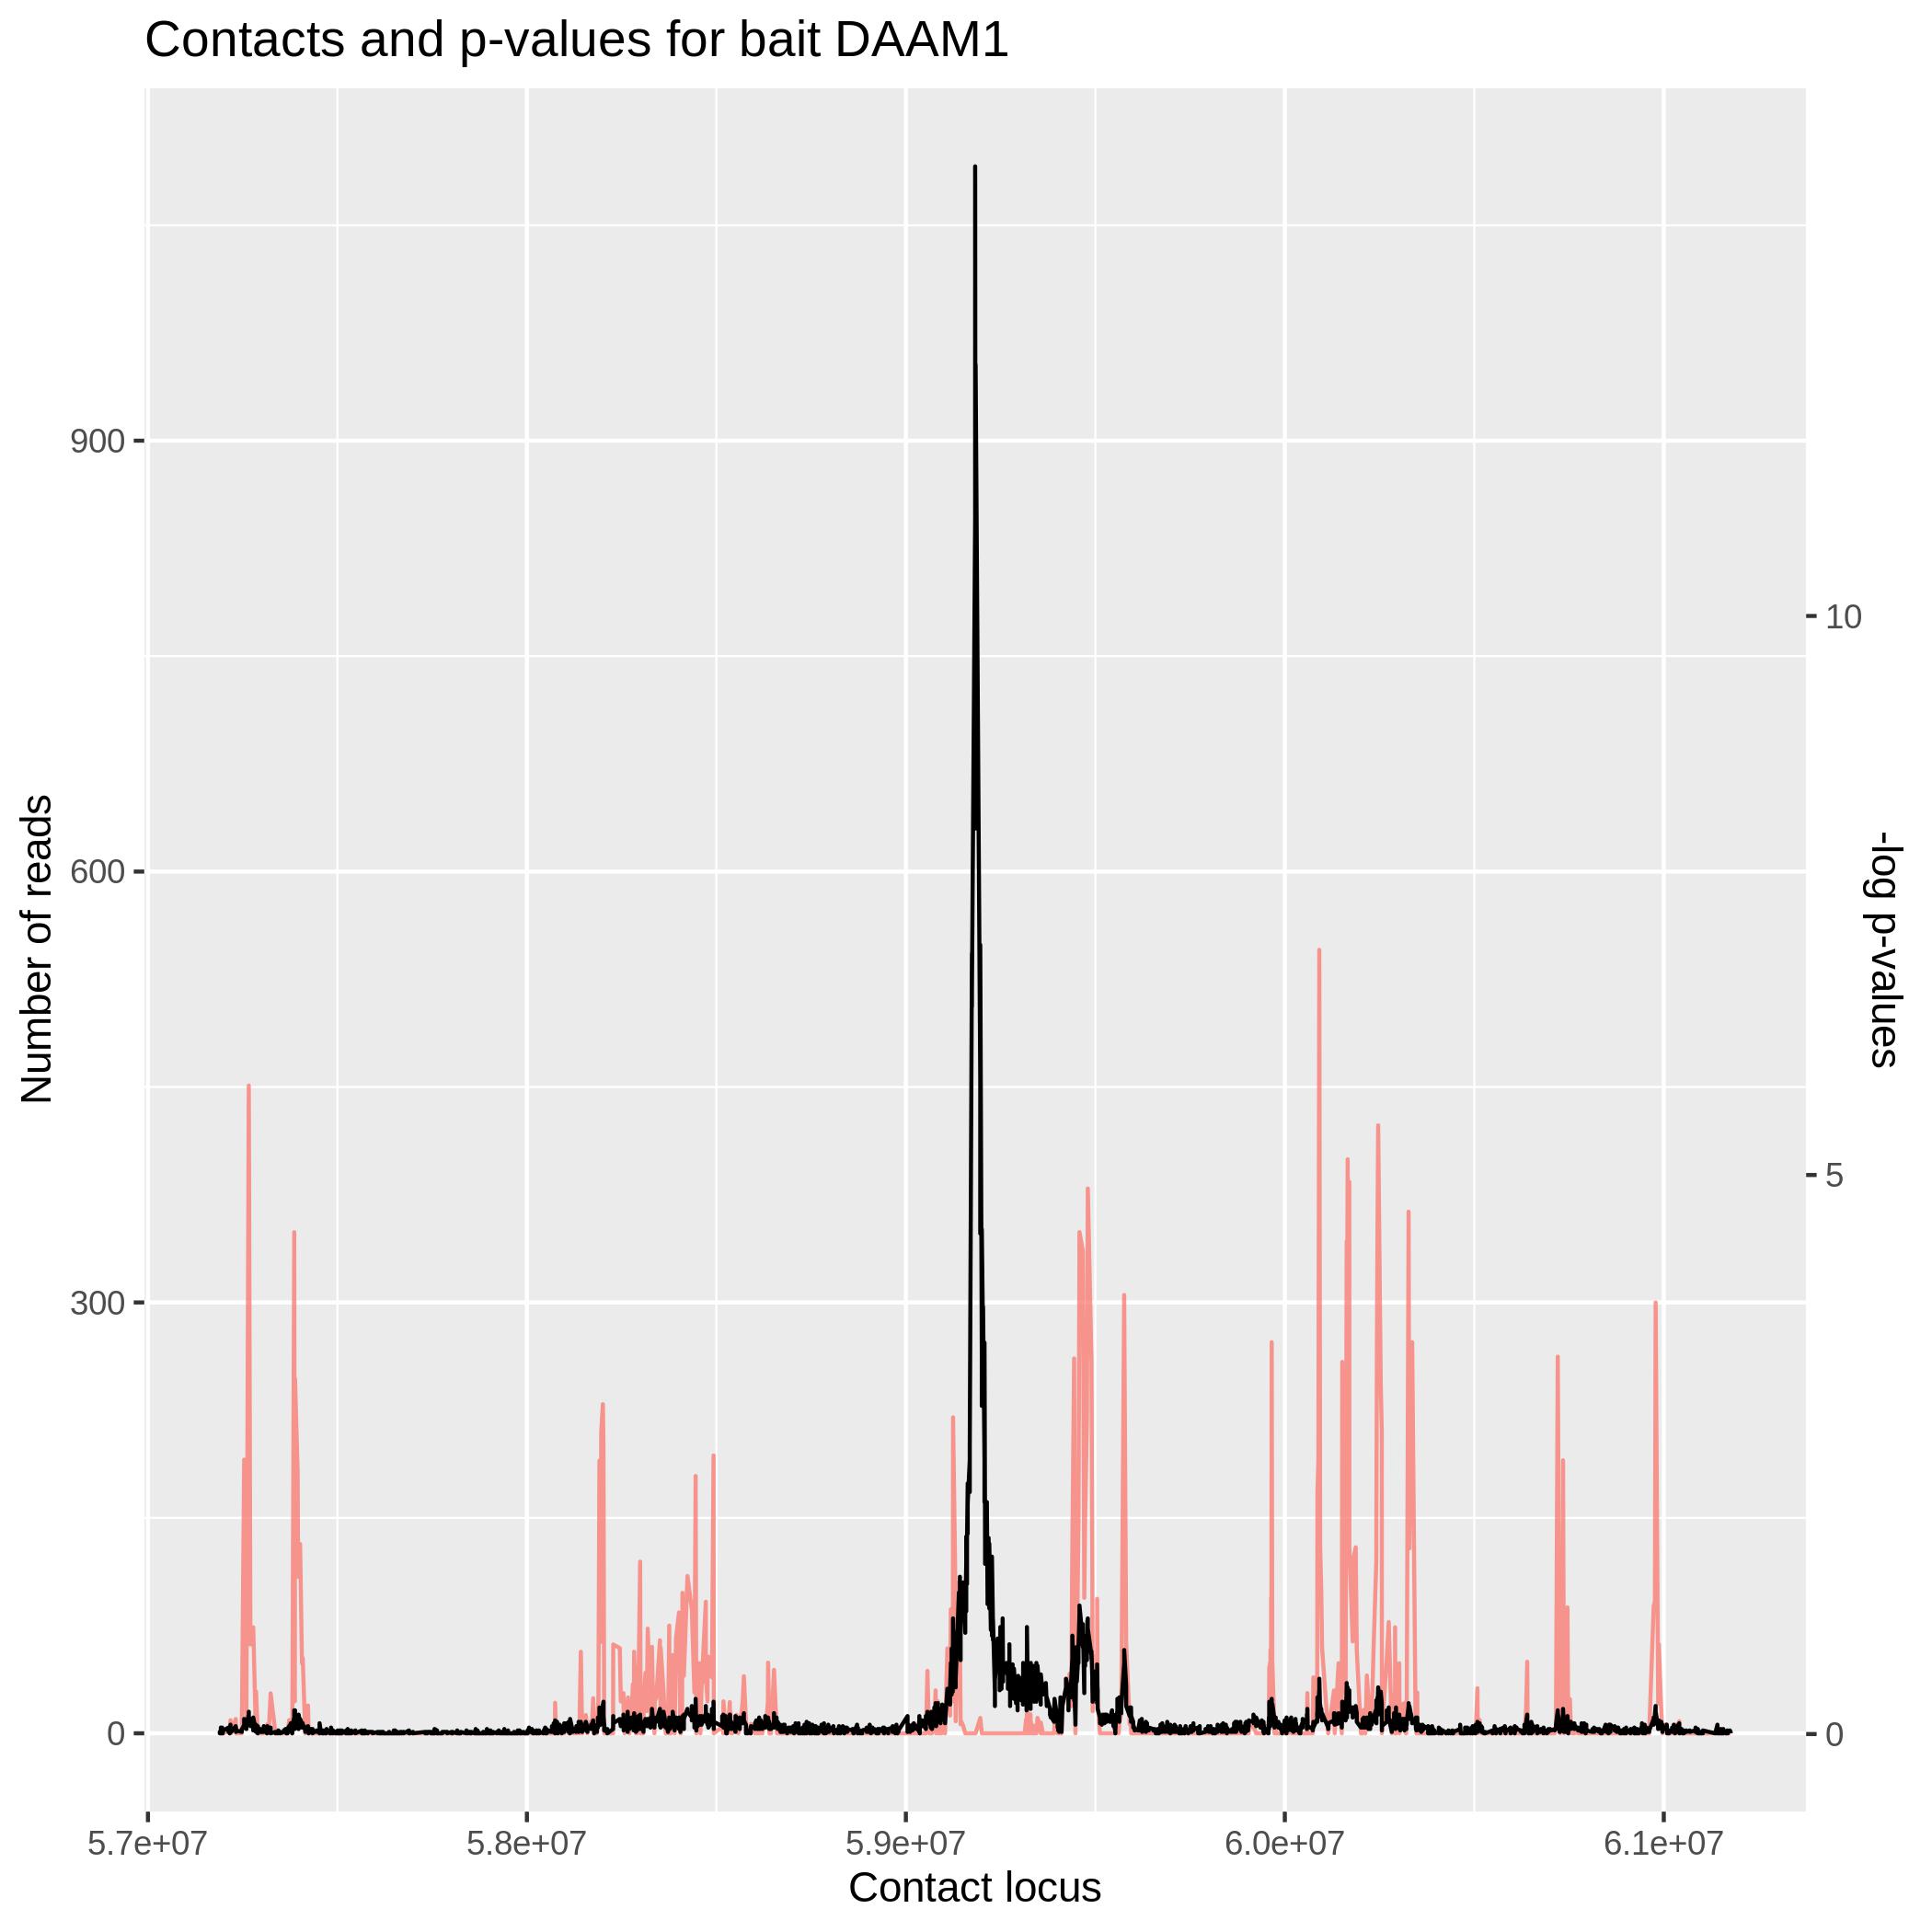 Contacts and p-values for bait DAAM1
900
600
300
0
Number of reads
10
5
0
-log p-values
5.7e+07
5.8e+07
5.9e+07
6.0e+07
6.1e+07
Contact locus